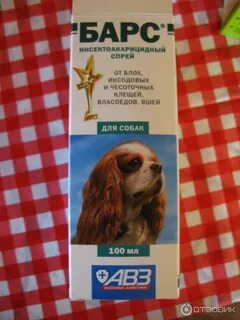 БАРС®
ИНСЕКТОАКАРИЦИДНЫЙ
СПРЕЙ
ОТ БЛОХ,
ИКСОДОВЫХ
И ЧЕСОТОЧНЫХ
КЛЕЩЕЙ,
ВЛАСОЕДОВ, ВШЕЙ
ДЛЯ СОБАК
100 мл
АВЗ
отзовик